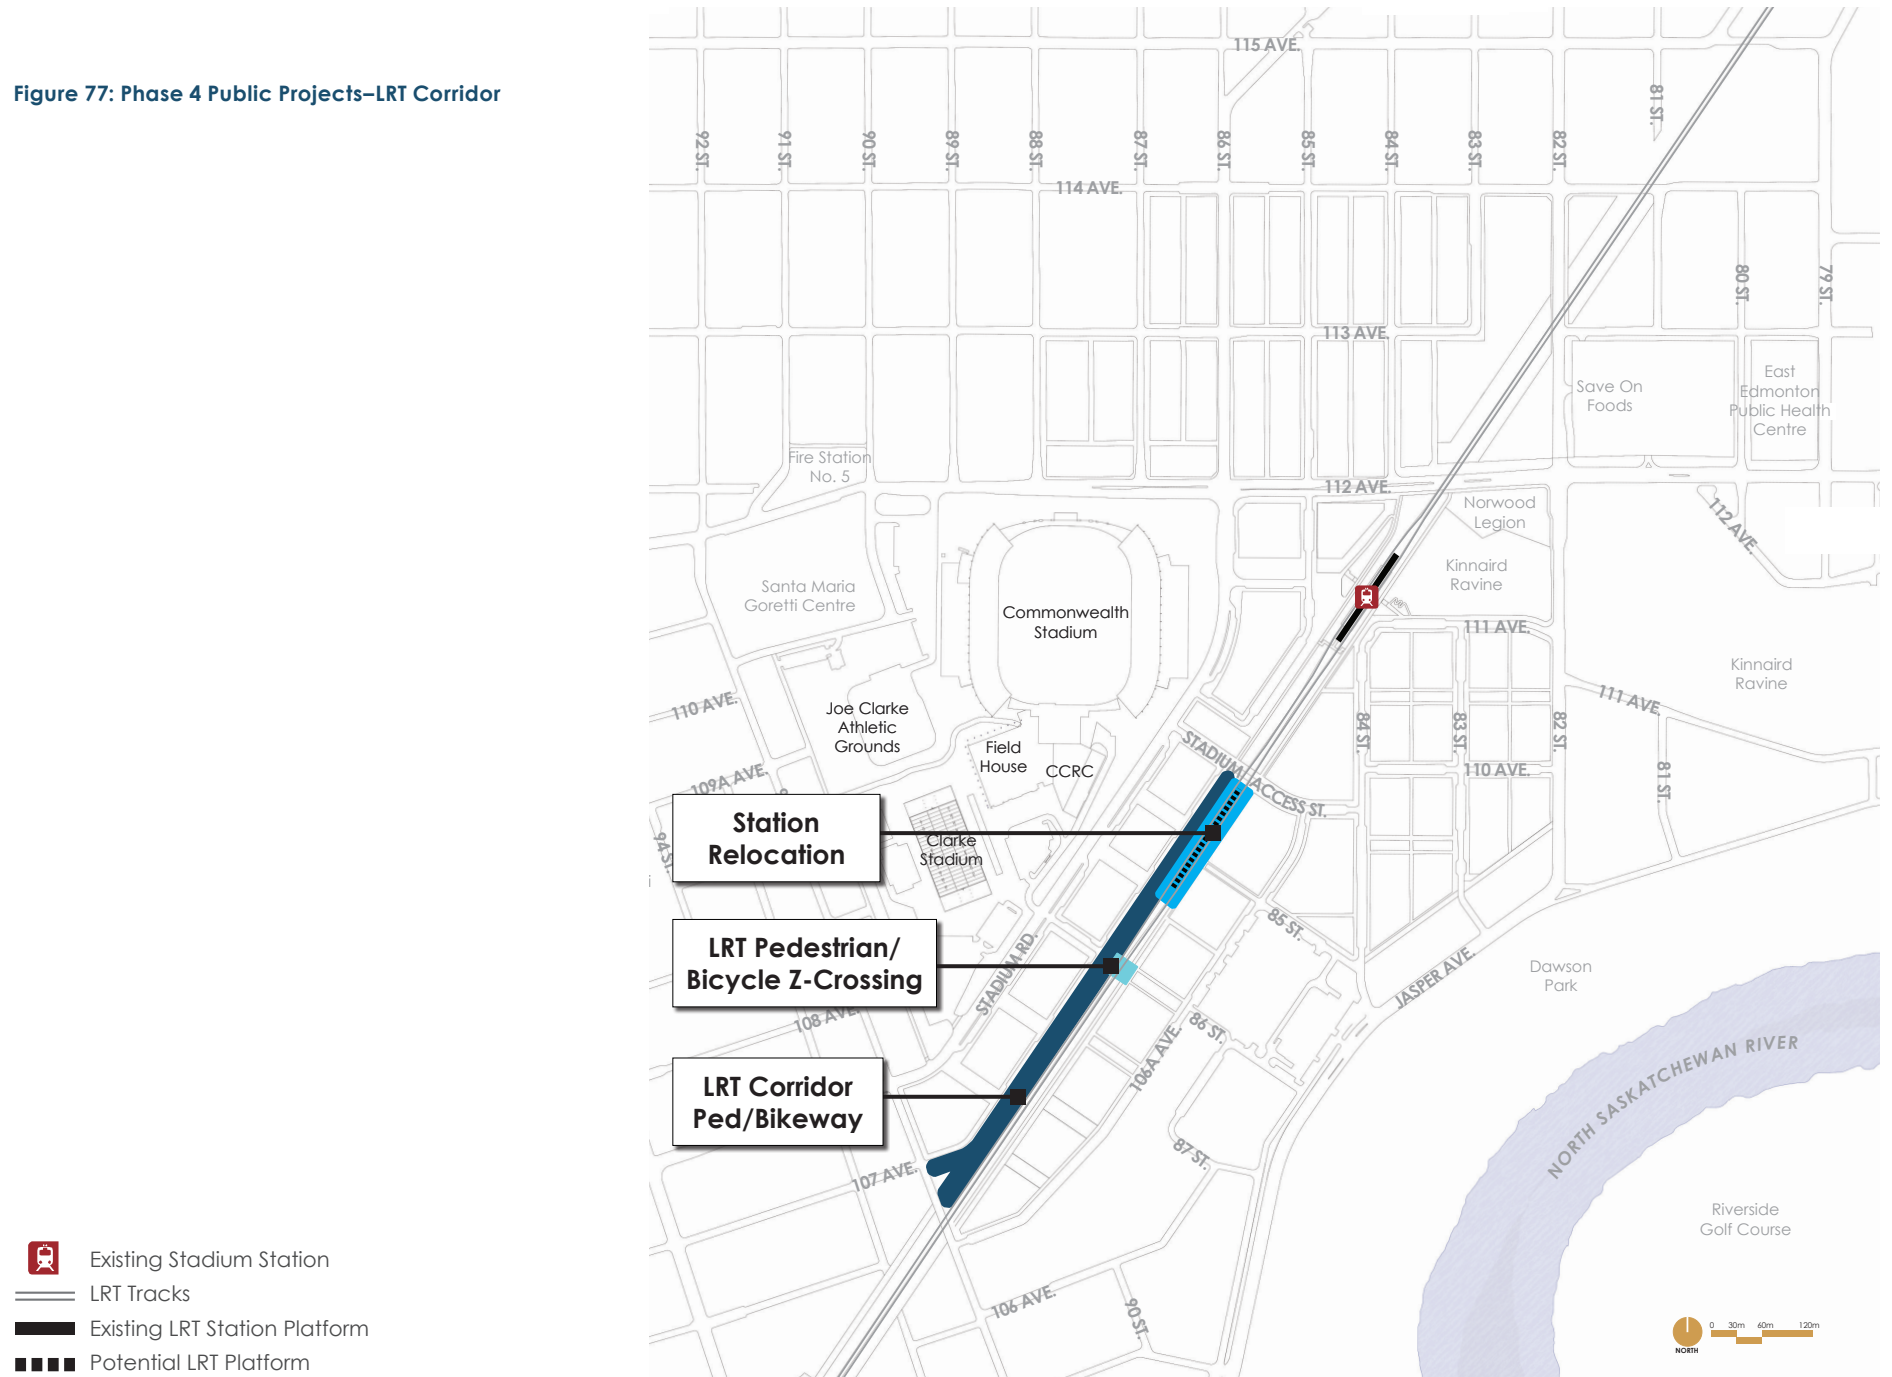 Figure 77: Phase 4 Public Projects–LRT Corridor
115 AVE.
81 ST.
92 ST.
91 ST.
90 ST.
89 ST.
88 ST.
87 ST.
86 ST.
85 ST.
84 ST.
83 ST.
82 ST.
114 AVE.
80 ST.
79 ST.
113 AVE.
Save On
Foods
East
Edmonton
Public Health
Centre
Fire Station
No. 5
112 AVE.
Norwood
Legion
112 AVE.
Kinnaird
Ravine
Santa Maria
Goretti Centre
Commonwealth
Stadium
111 AVE.
Kinnaird
Ravine
110 AVE.
111 AVE.
Joe Clarke
Athletic
Grounds
Field
House
CCRC
84 ST.
83 ST.
82 ST.
81 ST.
STADIUM ACCESS ST.
110 AVE.
109A AVE.
Station
Relocation
94 ST.
Clarke
Stadium
85 ST.
LRT Pedestrian/
Bicycle Z-Crossing
STADIUM RD.
JASPER AVE.
Dawson
Park
108 AVE.
86 ST.
106A AVE.
NORTH SASKATCHEWAN RIVER
LRT Corridor
Ped/Bikeway
87 ST.
107 AVE.
Riverside
Golf Course
106 AVE.
90 ST.
Existing Stadium Station
LRT Tracks
Existing LRT Station Platform
Potential LRT Platform
0 30m 60m 120m
NORTH